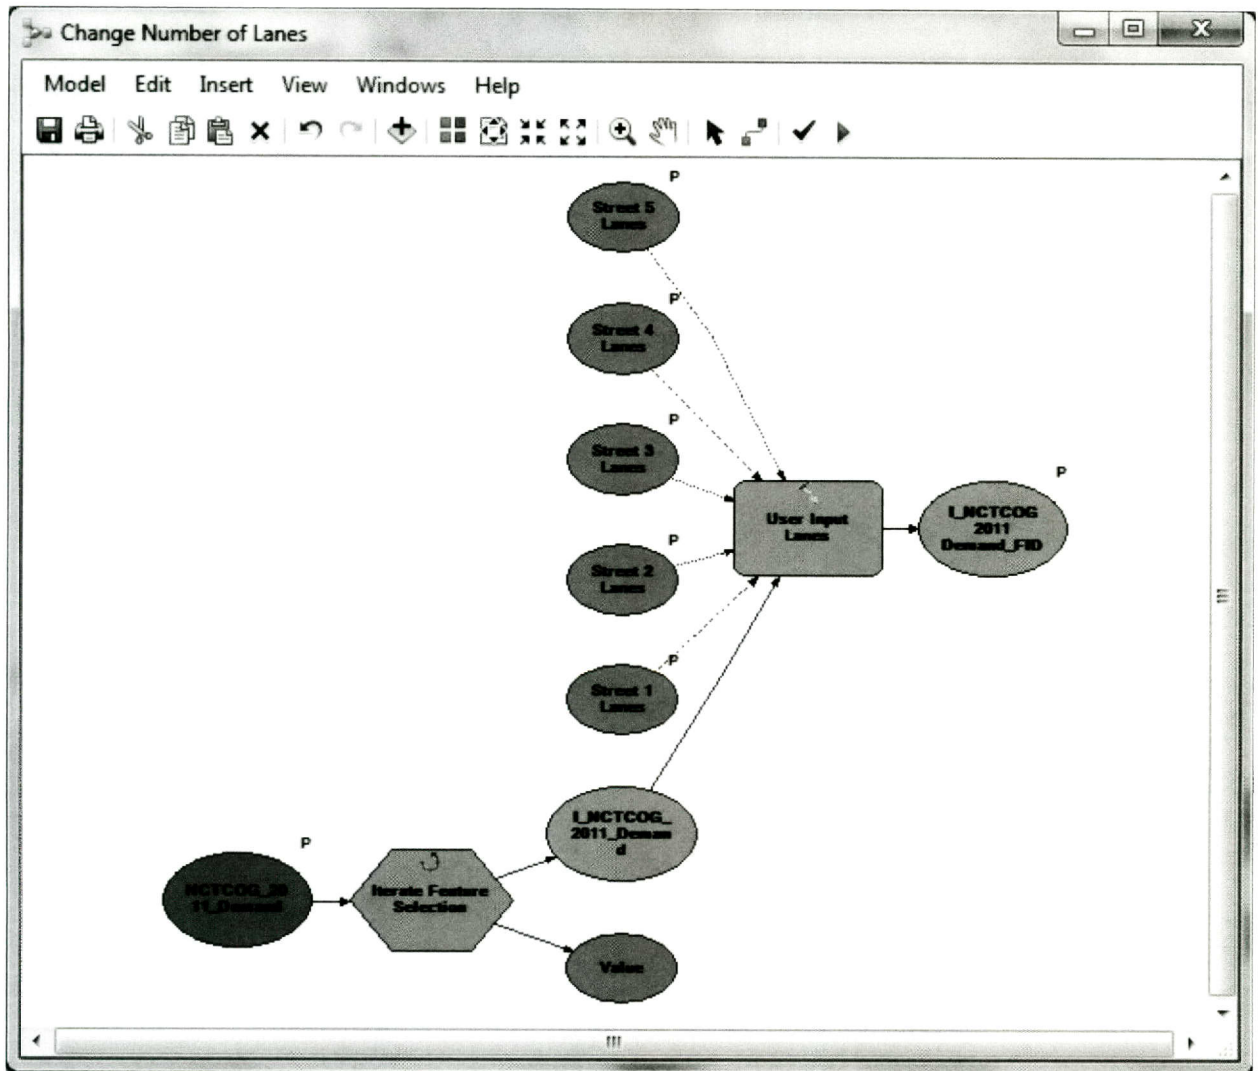 Change Number of Lanes
Model Edit Insert View Windows Help
P
Street 5
Lanes
P
Street 4
Lanes
P
Street 3
Lanes
P
Street 2
Lanes
P
Street 1
Lanes
User Input
Lanes
P
I_NCTCOG
2011
Demand_FID
I_NCTCOG_
2011_Deman
d
P
NCTCOG_20
11_Demand
Iterate Feature
Selection
Value